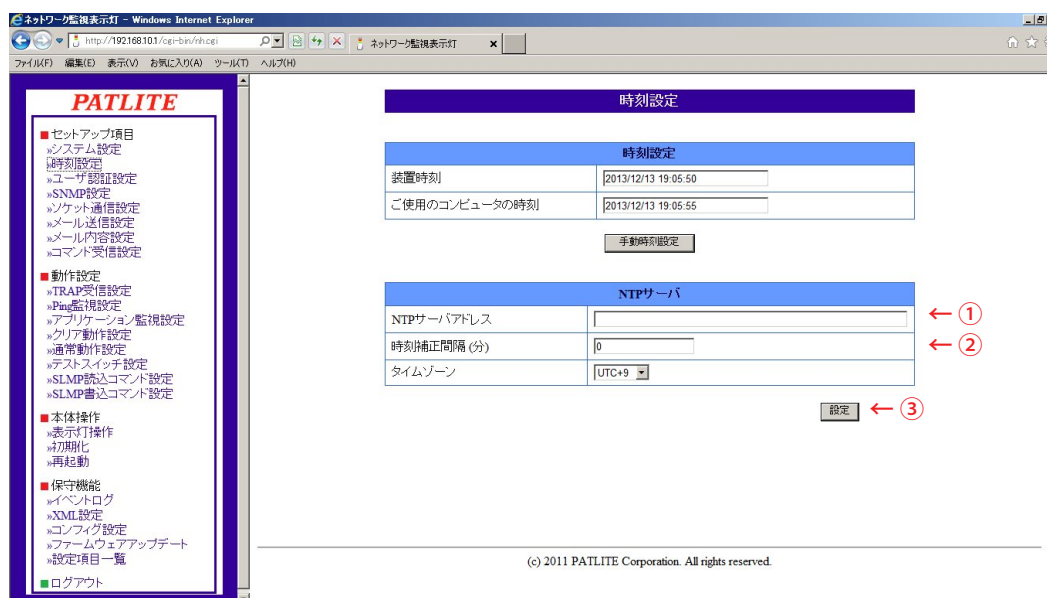 ネットワーク監視表示灯 - Windows Internet Explorer
http://192.168.10.1/cgi-bin/nh.cgi
ネットワーク監視表示灯
ファイル(F) 編集(E) 表示(V) お気に入り(A) ツール(T) ヘルプ(H)
PATLITE
■セットアップ項目
»システム設定
»時刻設定
»ユーザ認証設定
»SNMP設定
»ソケット通信設定
»メール送信設定
»メール内容設定
»コマンド受信設定
■動作設定
»TRAP受信設定
»Ping監視設定
»アプリケーション監視設定
»クリア動作設定
»通常動作設定
»テストスイッチ設定
»SLMP読込コマンド設定
»SLMP書込コマンド設定
■本体操作
»表示灯操作
»初期化
»再起動
■保守機能
»イベントログ
»XML設定
»コンフィグ設定
»ファームウェアアップデート
»設定項目一覧
■ログアウト
時刻設定
時刻設定
装置時刻 2013/12/13 19:05:50
ご使用のコンピュータの時刻 2013/12/13 19:05:55
手動時刻設定
NTPサーバ
NTPサーバアドレス ← ①
時刻補正間隔 (分) 0 ← ②
タイムゾーン UTC+9
設定 ← ③
(c) 2011 PATLITE Corporation. All rights reserved.